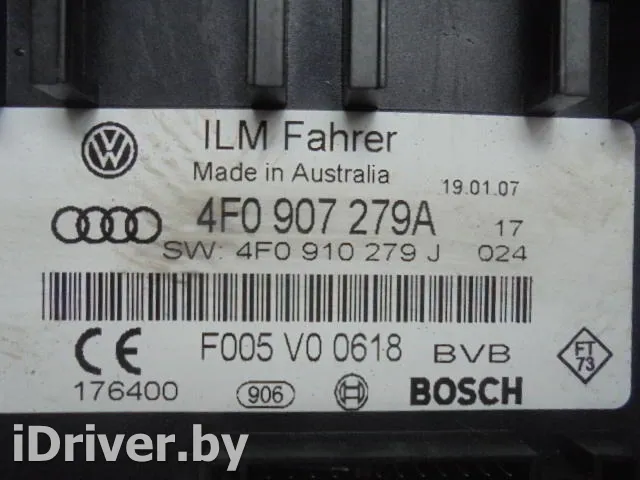 ILM Fahrer
Made in Australia
19.01.07
4F0 907 279A 17
SW: 4F0 910 279 J 024
F005 V0 0618 BVB
FT 73
CE
176400 906 BOSCH
iDriver.by